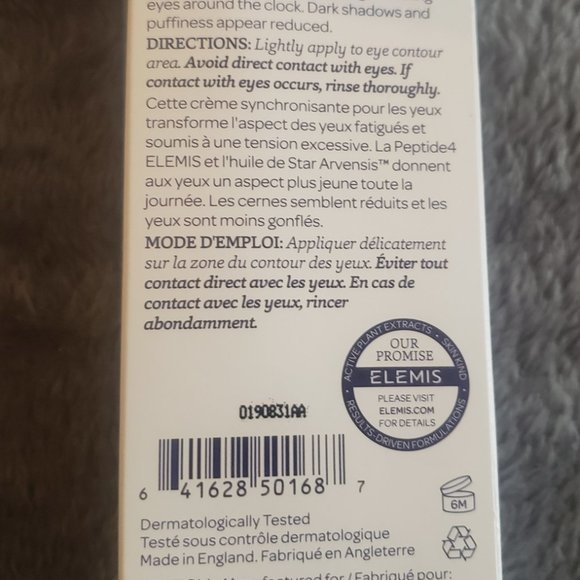 eyes around the clock. Dark shadows and
puffiness appear reduced.
DIRECTIONS: Lightly apply to eye contour
area. Avoid direct contact with eyes. If
contact with eyes occurs, rinse thoroughly.
Cette crème synchronisante pour les yeux
transforme l'aspect des yeux fatigués et
soumis à une tension excessive. La Peptide4
ELEMIS et l'huile de Star Arvensis™ donnent
aux yeux un aspect plus jeune toute la
journée. Les cernes semblent réduits et les
yeux sont moins gonflés.
MODE D'EMPLOI: Appliquer délicatement
sur la zone du contour des yeux. Éviter tout
contact direct avec les yeux. En cas de
contact avec les yeux, rincer
abondamment.
ACTIVE PLANT EXTRACTS • SKIN KIND
• RESULTS-DRIVEN FORMULATIONS •
OUR
PROMISE
ELEMIS
PLEASE VISIT
ELEMIS.COM
FOR DETAILS
0190831AA
6 41628 50168 7
6M
Dermatologically Tested
Testé sous contrôle dermatologique
Made in England. Fabriqué en Angleterre
Manufactured for / Fabriqué pour: